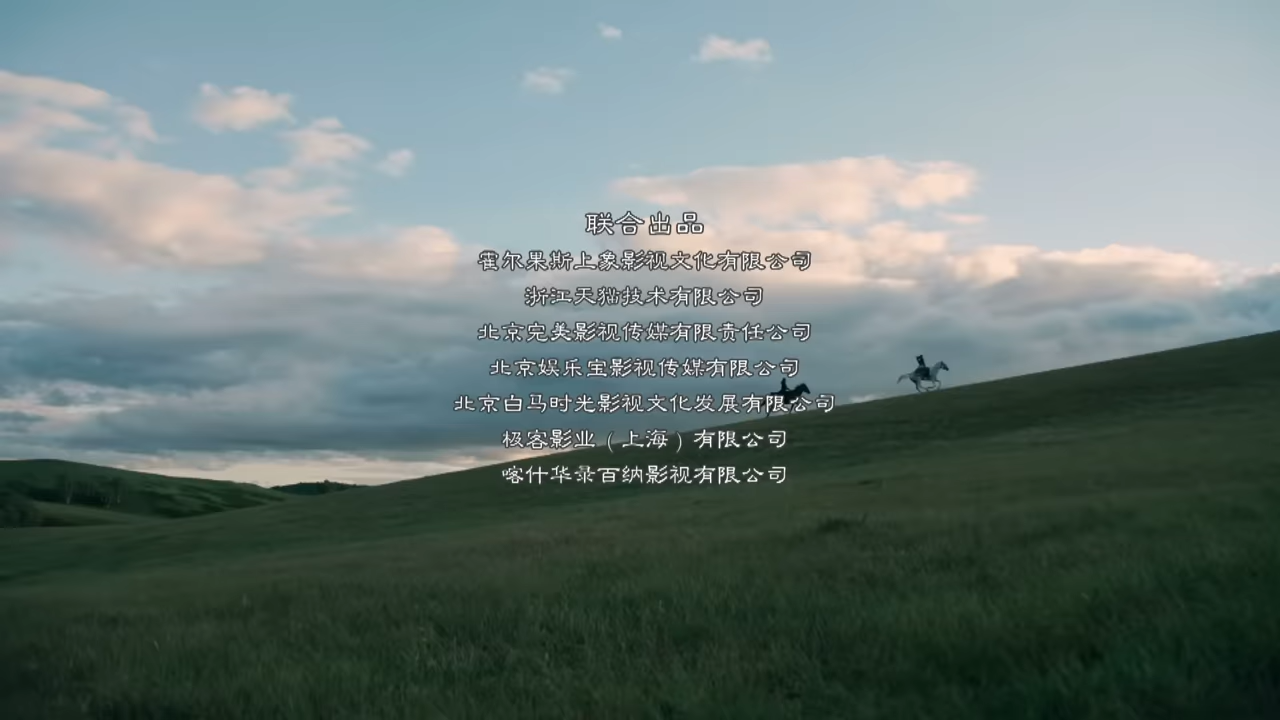 联合出品
霍尔果斯上象影视文化有限公司
浙江天猫技术有限公司
北京完美影视传媒有限责任公司
北京娱乐宝影视传媒有限公司
北京白马时光影视文化发展有限公司
极客影业（上海）有限公司
喀什华录百纳影视有限公司